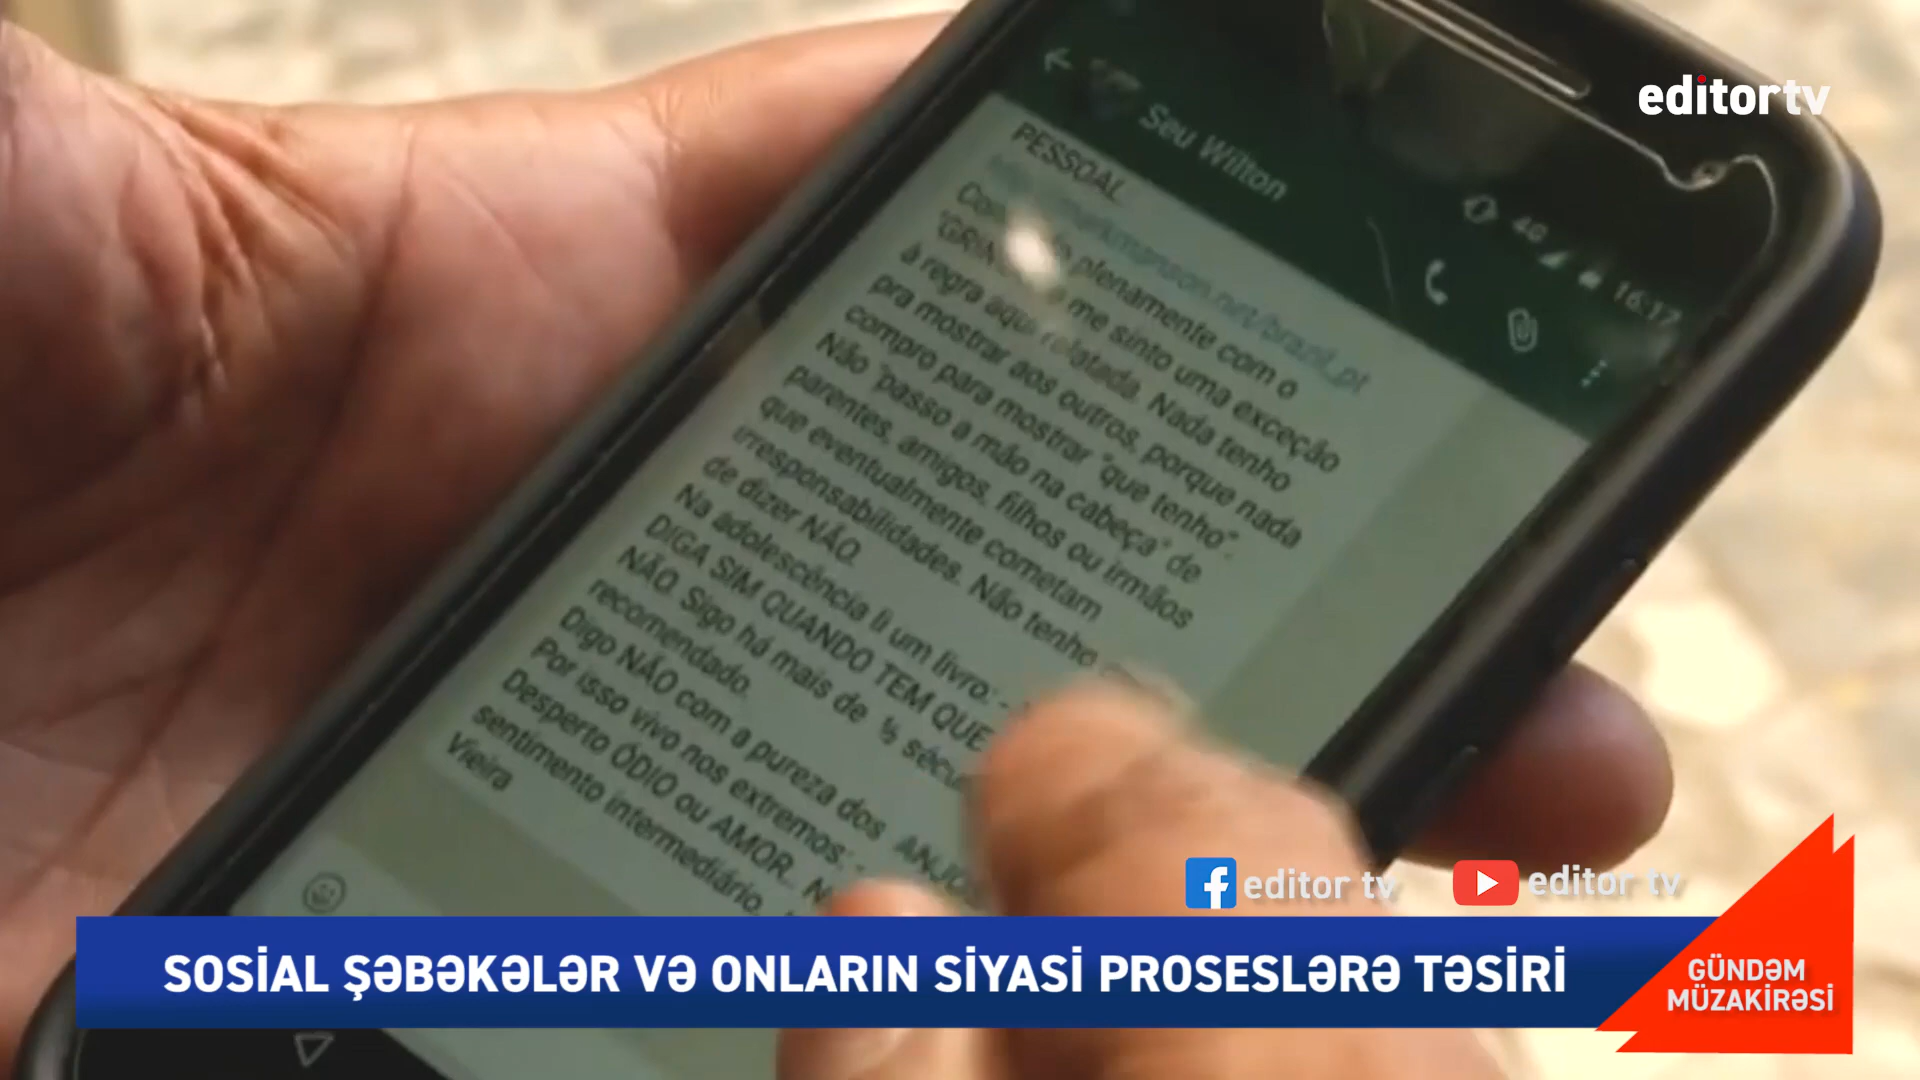 editortv
Seu Wilton
4G 16:17
PESSOAL
plenamente com o
me sinto uma exceção
à regra aqui relatada. Nada tenho
pra mostrar aos outros, porque nada
compro para mostrar "que tenho".
Não "passo a mão na cabeça" de
parentes, amigos, filhos ou irmãos
que eventualmente cometam
irresponsabilidades. Não tenho
de dizer NÃO.
Na adolescência li um livro: -
DIGA SIM QUANDO TEM QUE
NÃO. Sigo há mais de ½
recomendado.
Digo NÃO com a pureza dos
Por isso vivo nos extremos: -
Desperto ÓDIO ou AMOR.
sentimento intermediário.
Vieira
editor tv
editor tv
SOSİAL ŞƏBƏKƏLƏR VƏ ONLARIN SİYASİ PROSESLƏRƏ TƏSİRİ
GÜNDƏM
MÜZAKİRƏSİ